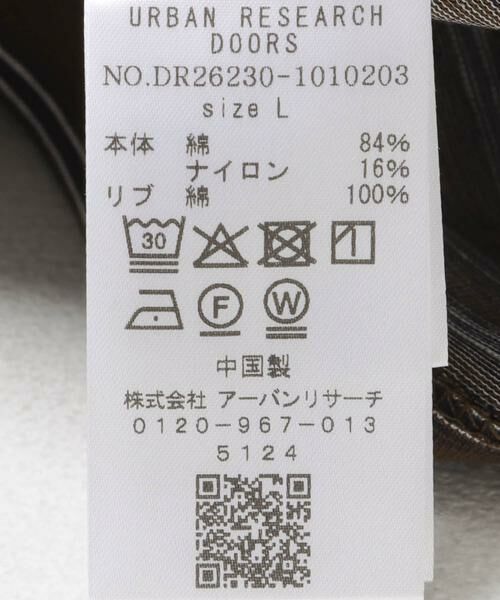 URBAN RESEARCH
DOORS
NO.DR26230-1010203
size L
本体 綿 84%
ナイロン 16%
リブ 綿 100%
30
F W
中国製
株式会社 アーバンリサーチ
0120-967-013
5124